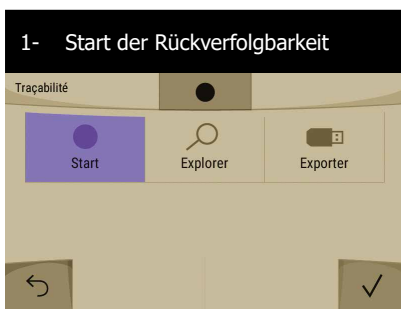 1- Start der Rückverfolgbarkeit
Traçabilité
Start Explorer Exporter